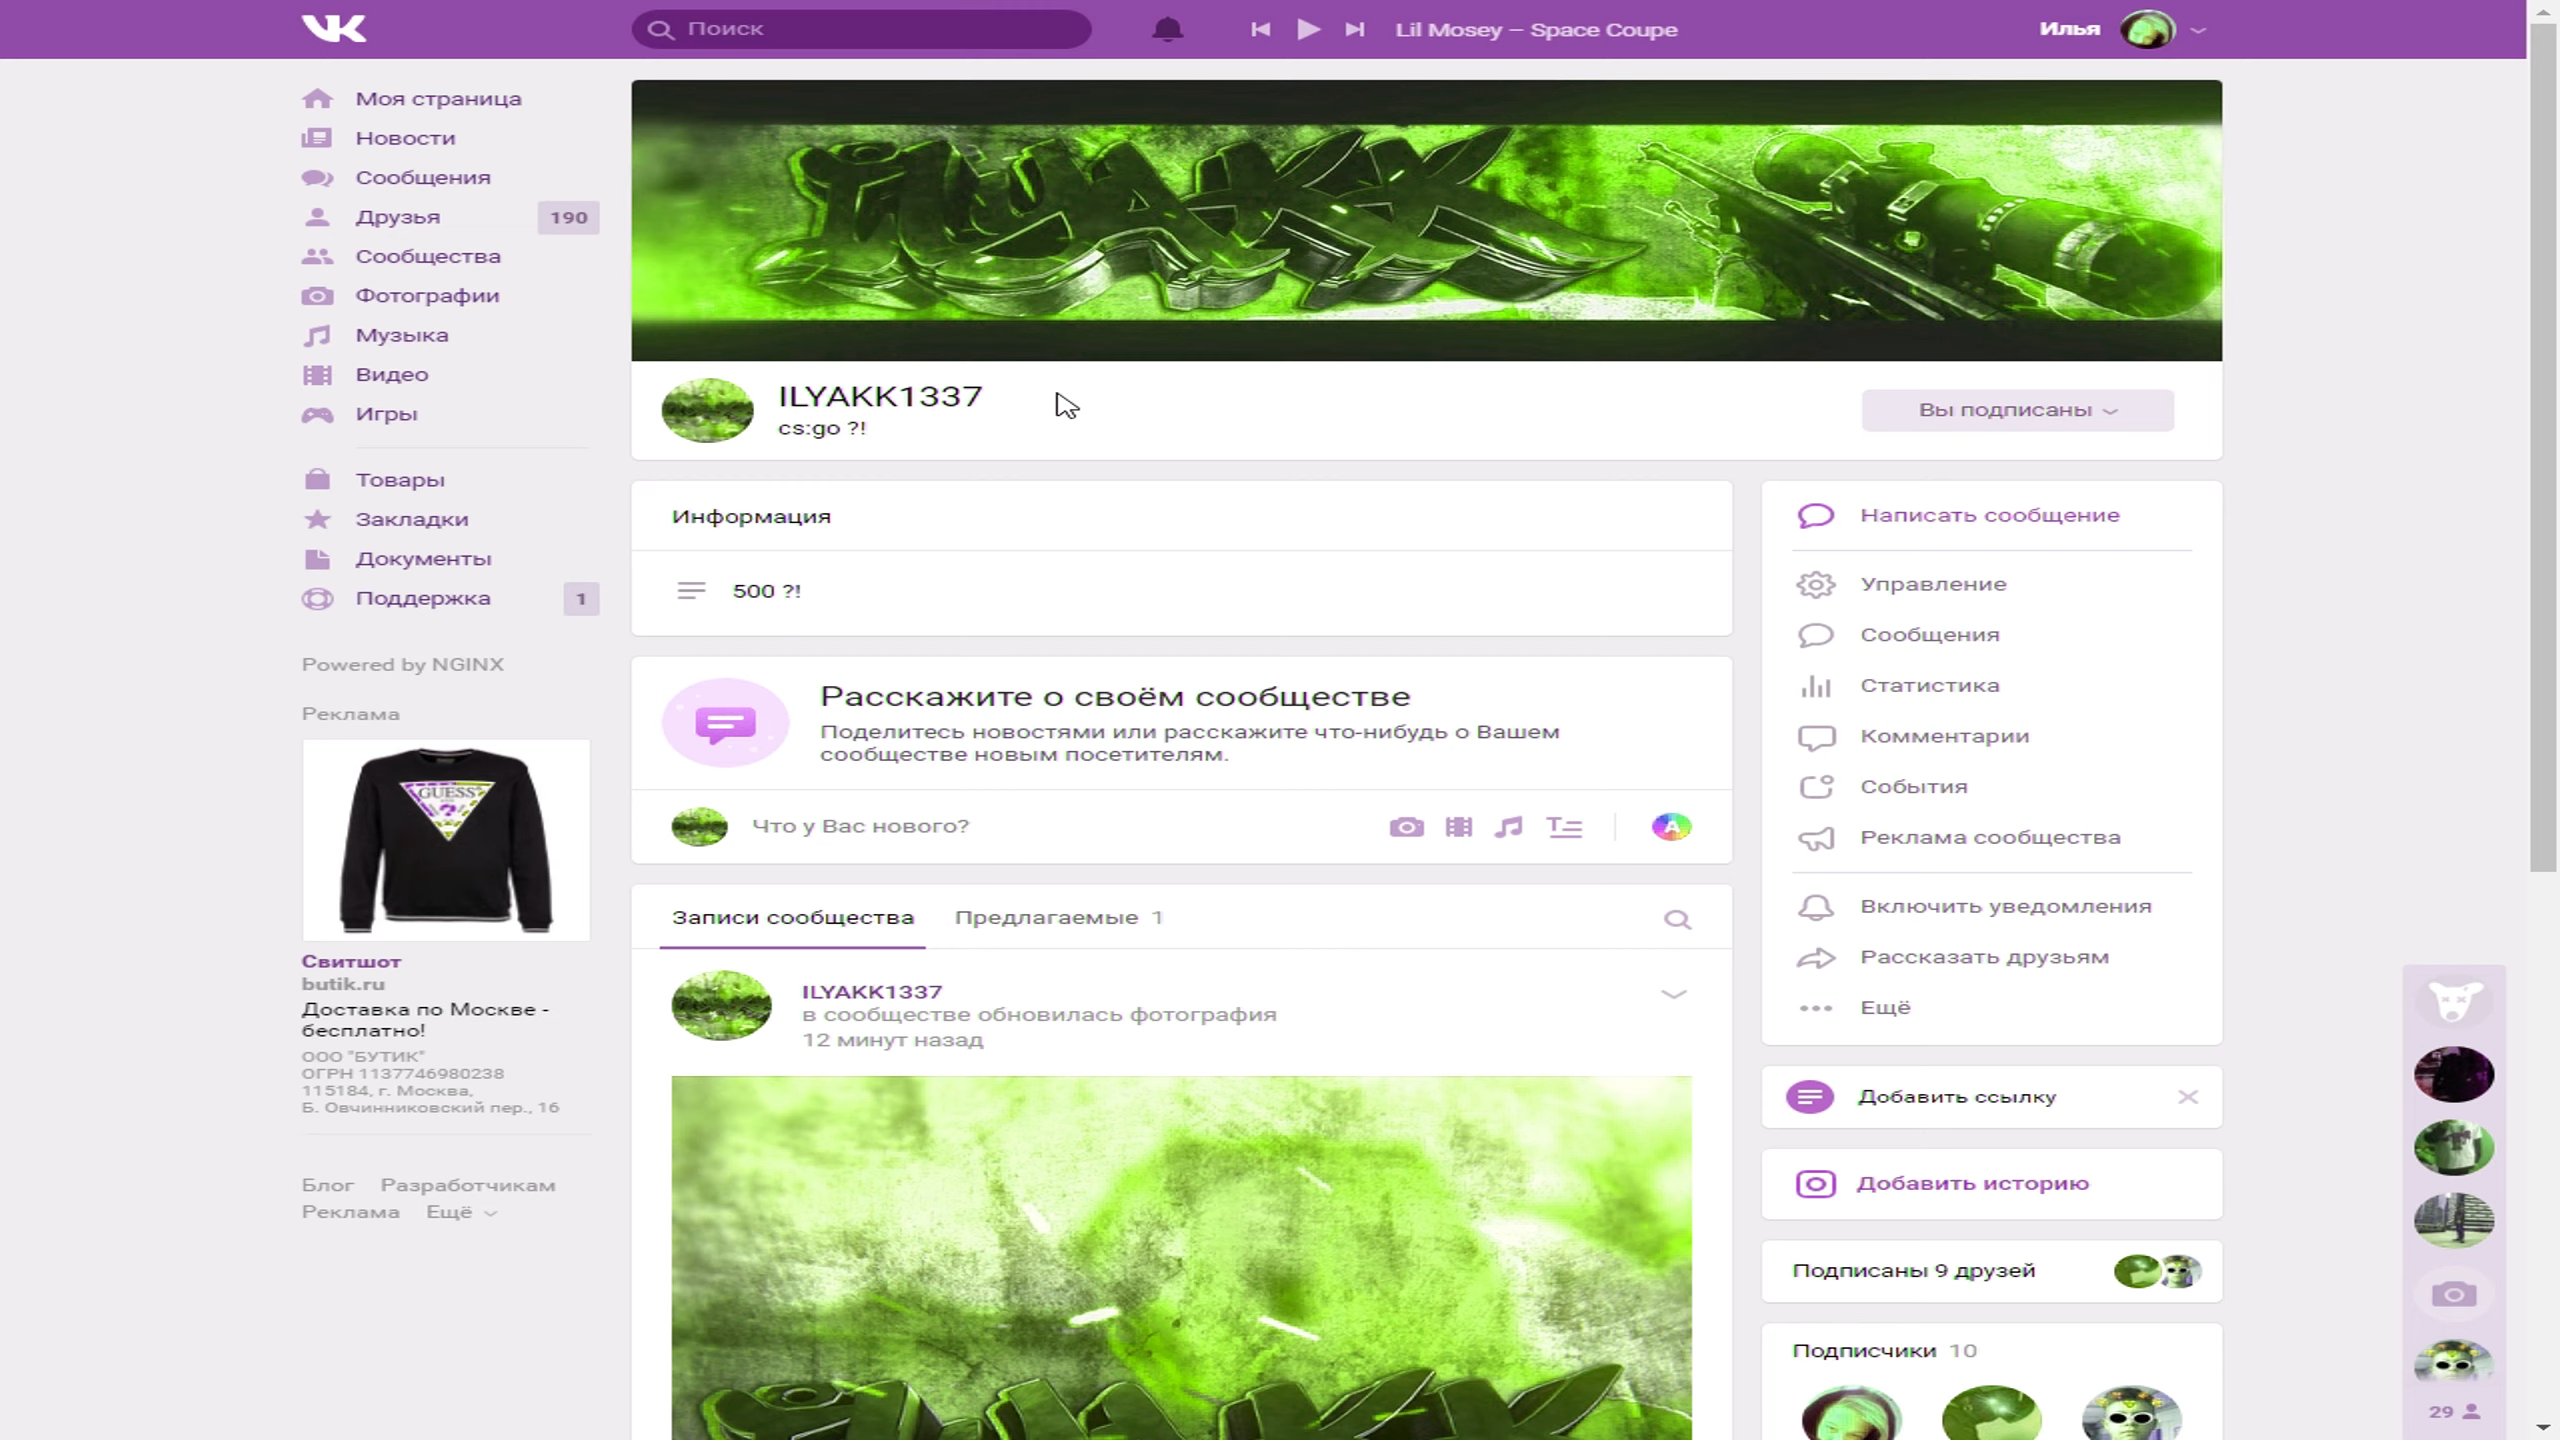 VK
Поиск
Lil Mosey – Space Coupe
Илья
Моя страница
Новости
Сообщения
Друзья 190
Сообщества
Фотографии
Музыка
Видео
Игры
Товары
Закладки
Документы
Поддержка 1
Powered by NGINX
Реклама
GUESS
Свитшот
butik.ru
Доставка по Москве -
бесплатно!
ООО "БУТИК"
ОГРН 1137746980238
115184, г. Москва,
Б. Овчинниковский пер., 16
Блог Разработчикам
Реклама Ещё
ILYAKK
ILYAKK1337
cs:go ?!
Вы подписаны
Информация
500 ?!
Расскажите о своём сообществе
Поделитесь новостями или расскажите что-нибудь о Вашем
сообществе новым посетителям.
Что у Вас нового?
A
Записи сообщества Предлагаемые 1
ILYAKK1337
в сообществе обновилась фотография
12 минут назад
ILYAKK
Написать сообщение
Управление
Сообщения
Статистика
Комментарии
События
Реклама сообщества
Включить уведомления
Рассказать друзьям
Ещё
Добавить ссылку
Добавить историю
Подписаны 9 друзей
Подписчики 10
29